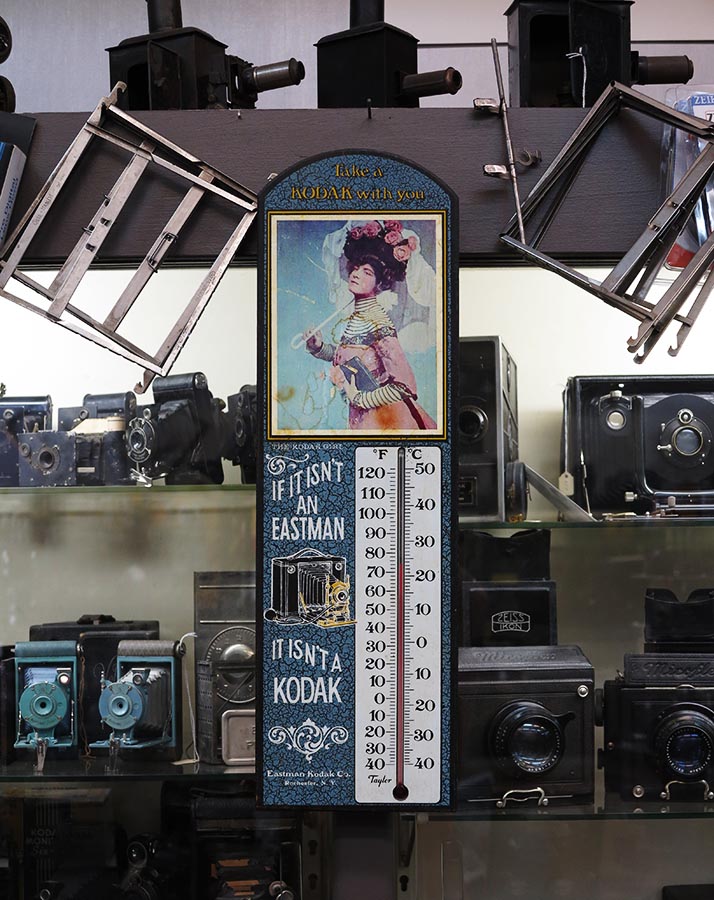 Take a
KODAK with you
THE KODAK GIRL
IF IT ISN'T
AN
EASTMAN
IT ISN'T A
KODAK
Eastman Kodak Co.
Rochester, N.Y.
°F °C
120 50
110
100 40
90
80 30
70
60 20
50
40 10
30 0
20
10 10
0
10 20
20
30 30
40 40
Taylor
ZEISS
IKON
ZEI